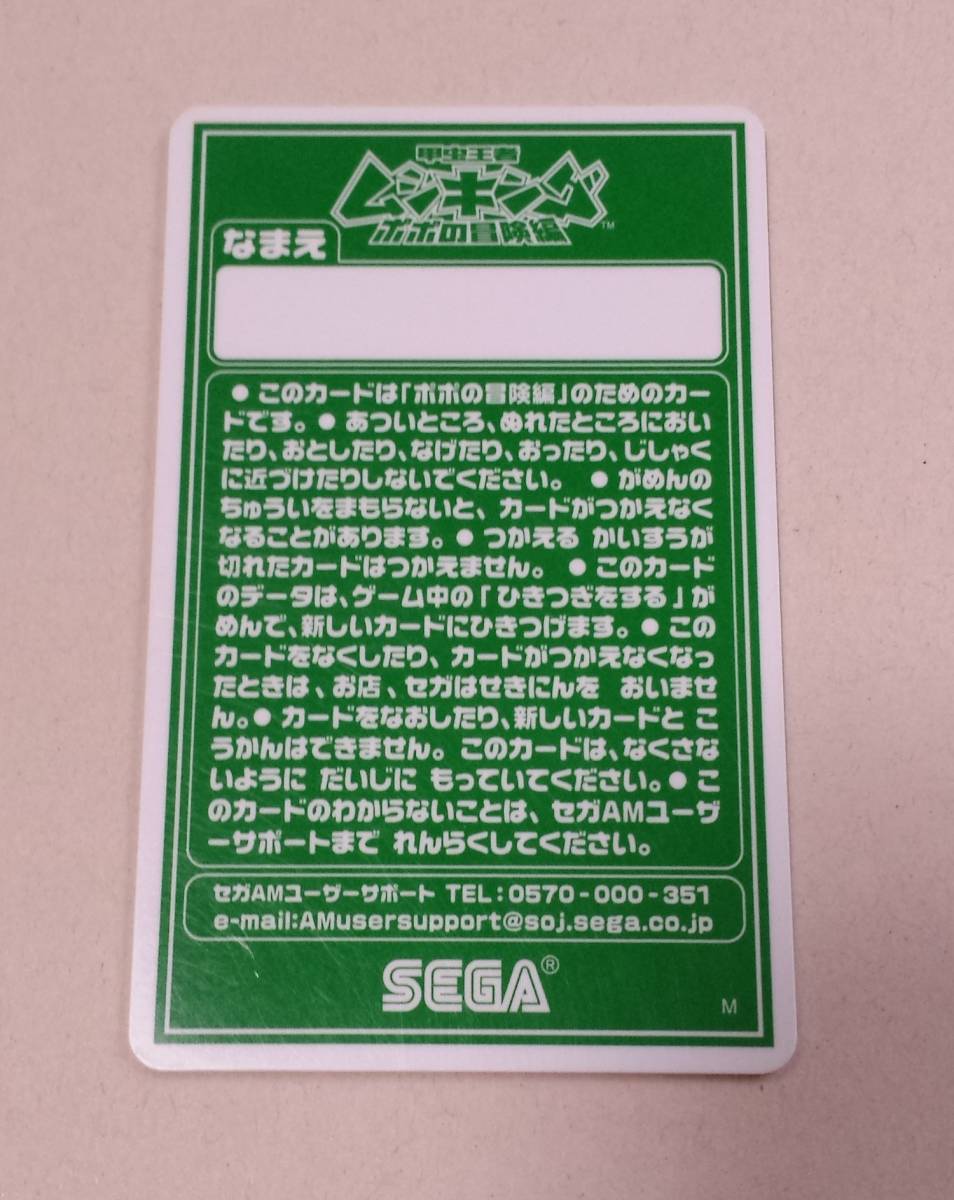 甲虫王者
ムシキング
ポポの冒険編™
なまえ
● このカードは「ポポの冒険編」のためのカー
ドです。● あついところ、ぬれたところにおい
たり、おとしたり、なげたり、おったり、じしゃく
に近づけたりしないでください。 ● がめんの
ちゅういをまもらないと、カードがつかえなく
なることがあります。● つかえる かいすうが
切れたカードはつかえません。 ● このカード
のデータは、ゲーム中の「ひきつぎをする」が
めんで、新しいカードにひきつげます。● この
カードをなくしたり、カードがつかえなくなっ
たときは、お店、セガはせきにんを おいませ
ん。● カードをなおしたり、新しいカードと こ
うかんはできません。このカードは、なくさな
いように だいじに もっていてください。● こ
のカードのわからないことは、セガAMユーザ
ーサポートまで れんらくしてください。
セガAMユーザーサポート TEL:0570-000-351
e-mail:AMusersupport@soj.sega.co.jp
SEGA®
M